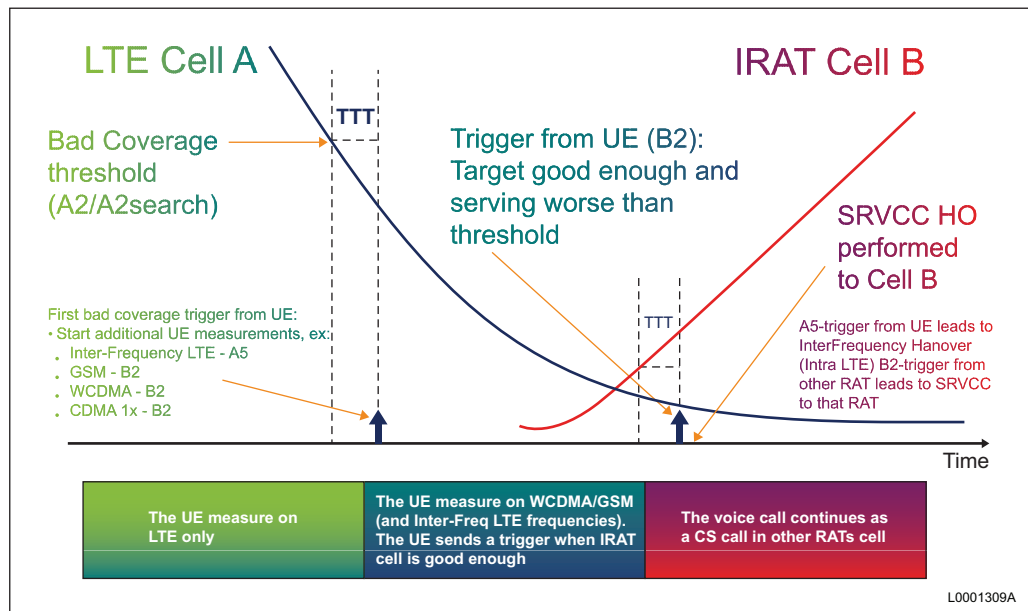 LTE Cell A
IRAT Cell B
TTT
Bad Coverage
threshold
(A2/A2search)
Trigger from UE (B2):
Target good enough and
serving worse than
threshold
SRVCC HO
performed
to Cell B
First bad coverage trigger from UE:
• Start additional UE measurements, ex:
• Inter-Frequency LTE - A5
• GSM - B2
• WCDMA - B2
• CDMA 1x - B2
TTT
A5-trigger from UE leads to
InterFrequency Hanover
(Intra LTE) B2-trigger from
other RAT leads to SRVCC
to that RAT
Time
The UE measure on
LTE only
The UE measure on WCDMA/GSM
(and Inter-Freq LTE frequencies).
The UE sends a trigger when IRAT
cell is good enough
The voice call continues as
a CS call in other RATs cell
L0001309A